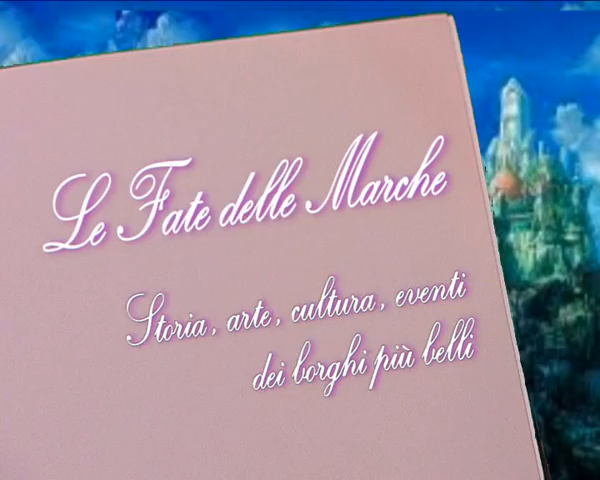 Le Fate delle Marche
Storia, arte, cultura, eventi
dei borghi più belli